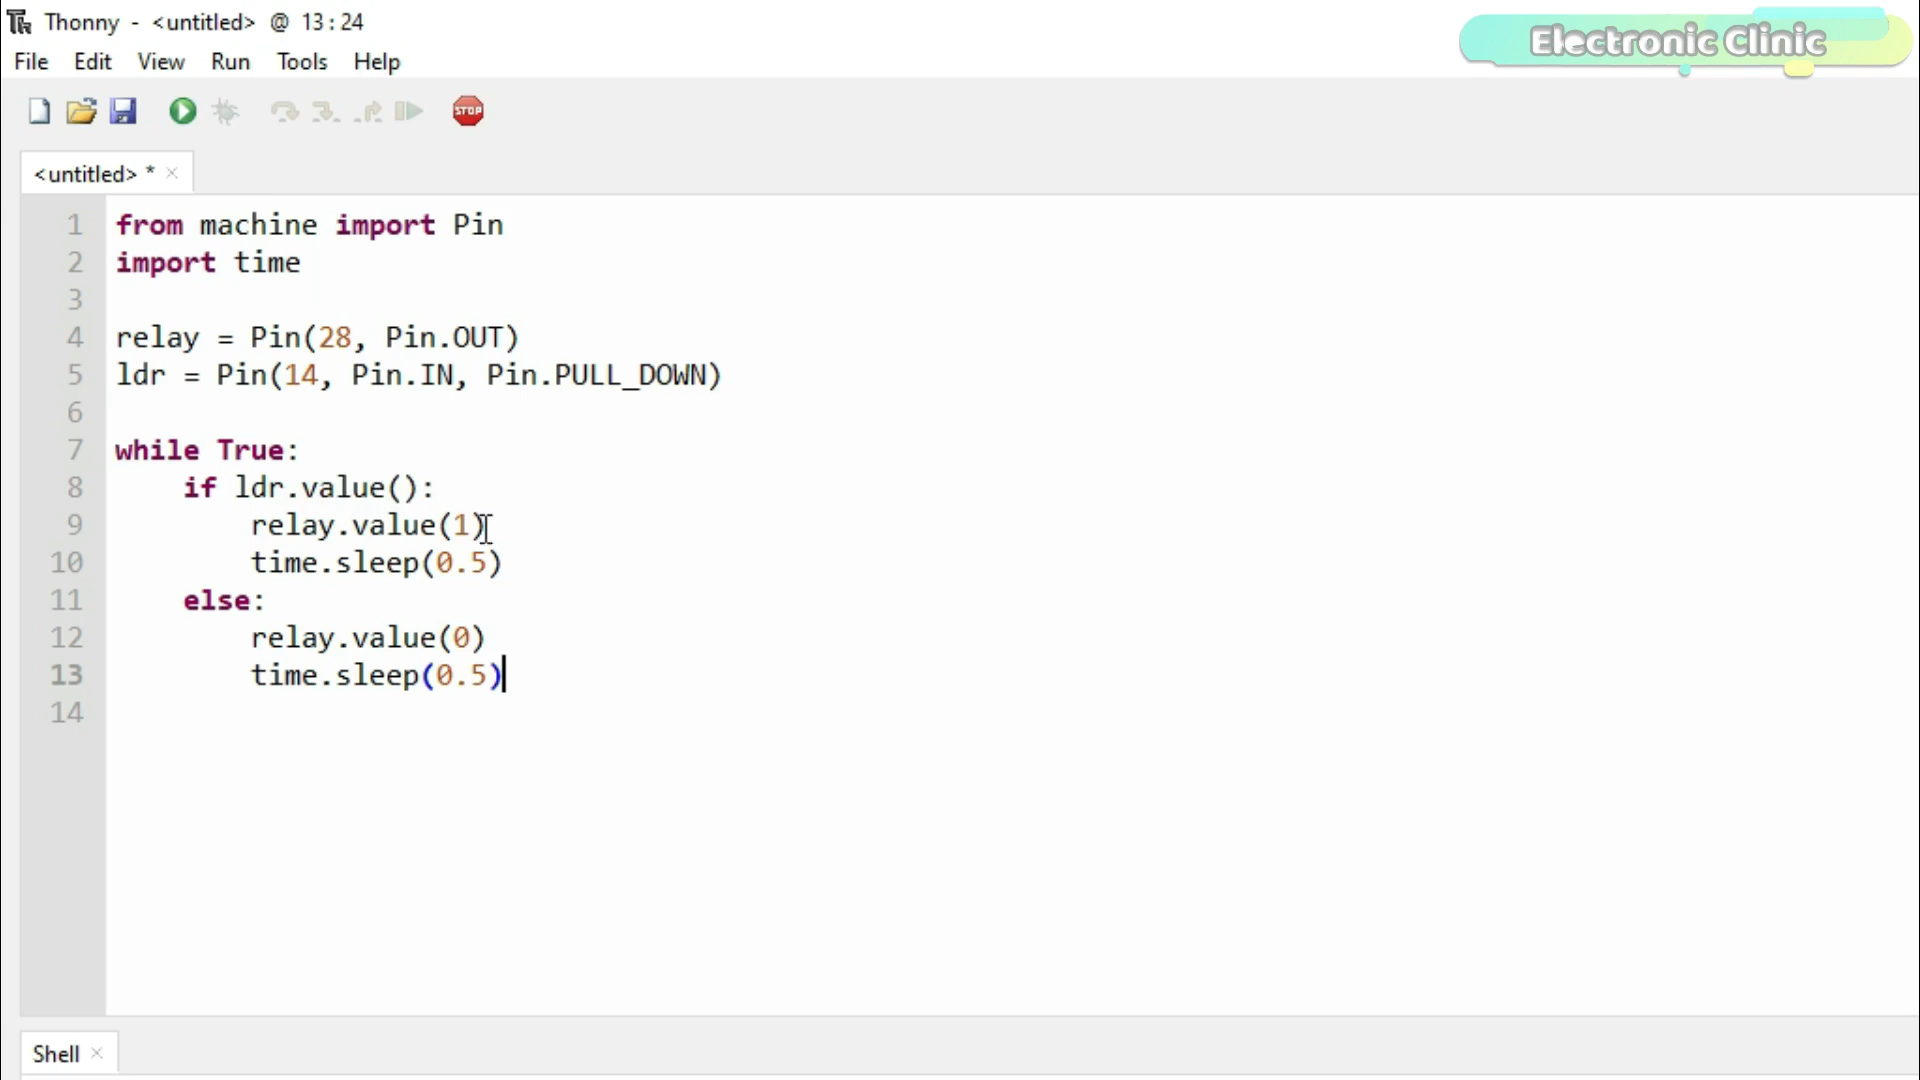 Thonny - <untitled> @ 13:24
Electronic Clinic
File Edit View Run Tools Help
STOP
<untitled> *
1 from machine import Pin
2 import time
3
4 relay = Pin(28, Pin.OUT)
5 ldr = Pin(14, Pin.IN, Pin.PULL_DOWN)
6
7 while True:
8     if ldr.value():
9         relay.value(1)
10         time.sleep(0.5)
11     else:
12         relay.value(0)
13         time.sleep(0.5)
14
Shell